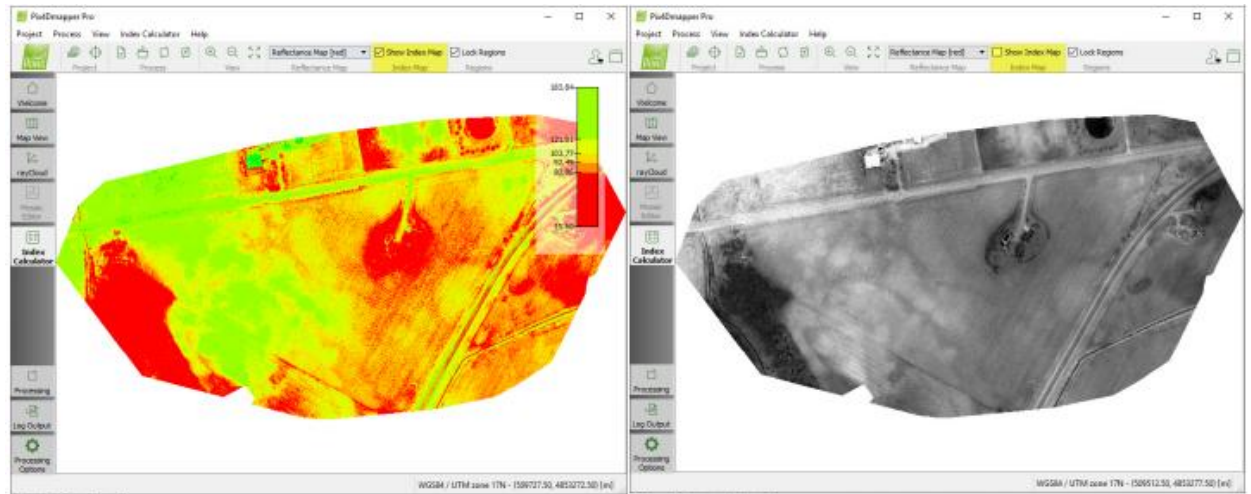 Pix4Dmapper Pro
Project Process View Index Calculator Help
Reflectance Map [red] Show Index Map Lock Regions
Project Process View Reflectance Map Index Map Regions
Welcome
Map View
rayCloud
Mosaic
Editor
Index
Calculator
Processing
Log Output
Processing
Options
121.51
103.77
WGS84 / UTM zone 17N - (509727.50, 4853272.50) [m]
Pix4Dmapper Pro
Project Process View Index Calculator Help
Reflectance Map [red] Show Index Map Lock Regions
Project Process View Reflectance Map Index Map Regions
Welcome
Map View
rayCloud
Mosaic
Editor
Index
Calculator
Processing
Log Output
Processing
Options
WGS84 / UTM zone 17N - (509512.50, 4853277.50) [m]